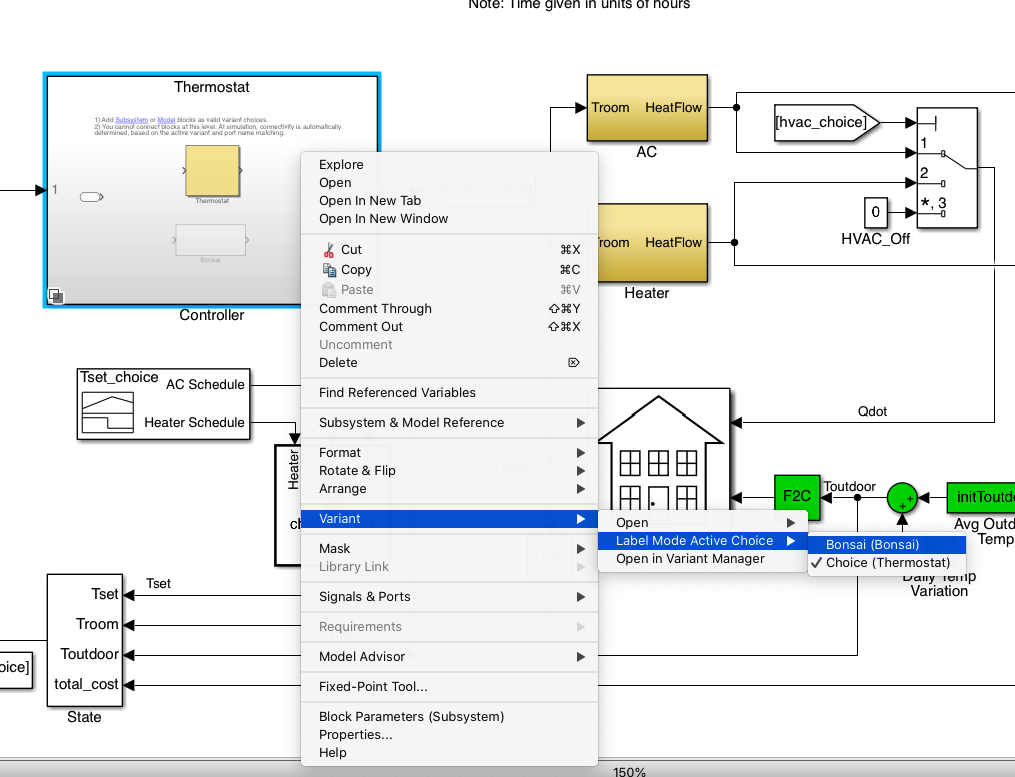 Note: Time given in units of hours
Thermostat
1) Add Subsystem or Model blocks as valid variant choices.
2) You cannot connect blocks at this level. At simulation, connectivity is automatically
determined, based on the active variant and port name matching.
1
Thermostat
Bonsai
Controller
Troom HeatFlow
AC
[hvac_choice]
1
2
*, 3
0
HVAC_Off
Troom HeatFlow
Heater
Explore
Open
Open In New Tab
Open In New Window
Cut ⌘X
Copy ⌘C
Paste ⌘V
Comment Through ⇧⌘Y
Comment Out ⇧⌘X
Uncomment
Delete ⌦
Find Referenced Variables
Subsystem & Model Reference
Format
Rotate & Flip
Arrange
Variant
Mask
Library Link
Signals & Ports
Requirements
Model Advisor
Fixed-Point Tool...
Block Parameters (Subsystem)
Properties...
Help
Open
Label Mode Active Choice
Open in Variant Manager
Bonsai (Bonsai)
✓ Choice (Thermostat)
Tset_choice
AC Schedule
Heater Schedule
Heater
ch
Qdot
F2C
Toutdoor
++
initToutdo
Avg Outd
Temp
Daily Temp
Variation
Tset
Tset
Troom
Toutdoor
total_cost
State
oice]
150%